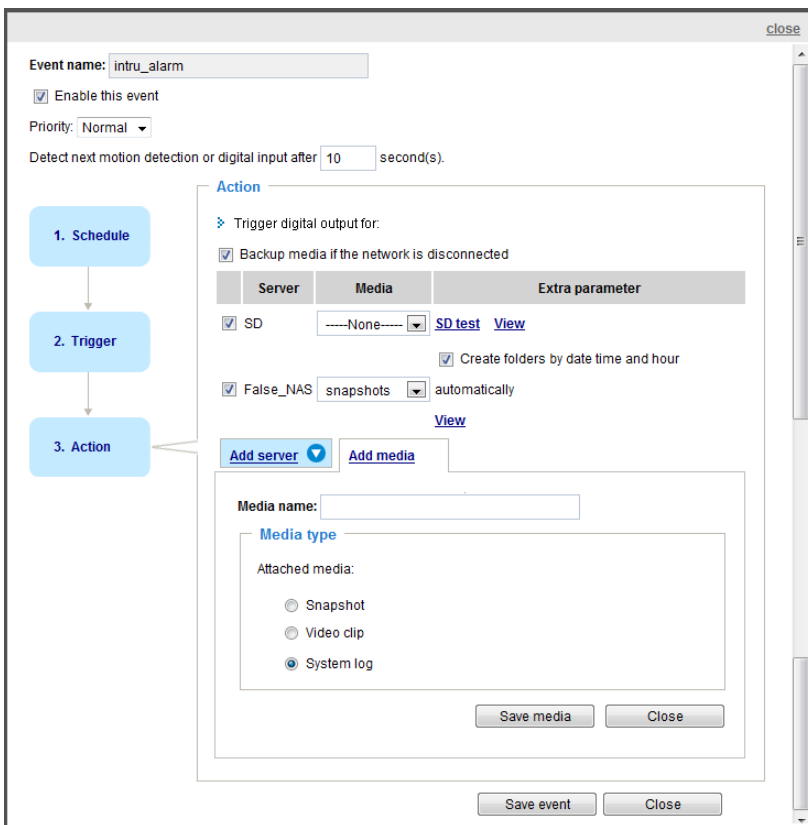 close
Event name: intru_alarm
Enable this event
Priority: Normal
Detect next motion detection or digital input after 10 second(s).
Action
1. Schedule
Trigger digital output for:
Backup media if the network is disconnected
Server Media Extra parameter
SD -----None----- SD test View
2. Trigger
Create folders by date time and hour
False_NAS snapshots automatically
View
3. Action
Add server Add media
Media name:
Media type
Attached media:
Snapshot
Video clip
System log
Save media Close
Save event Close